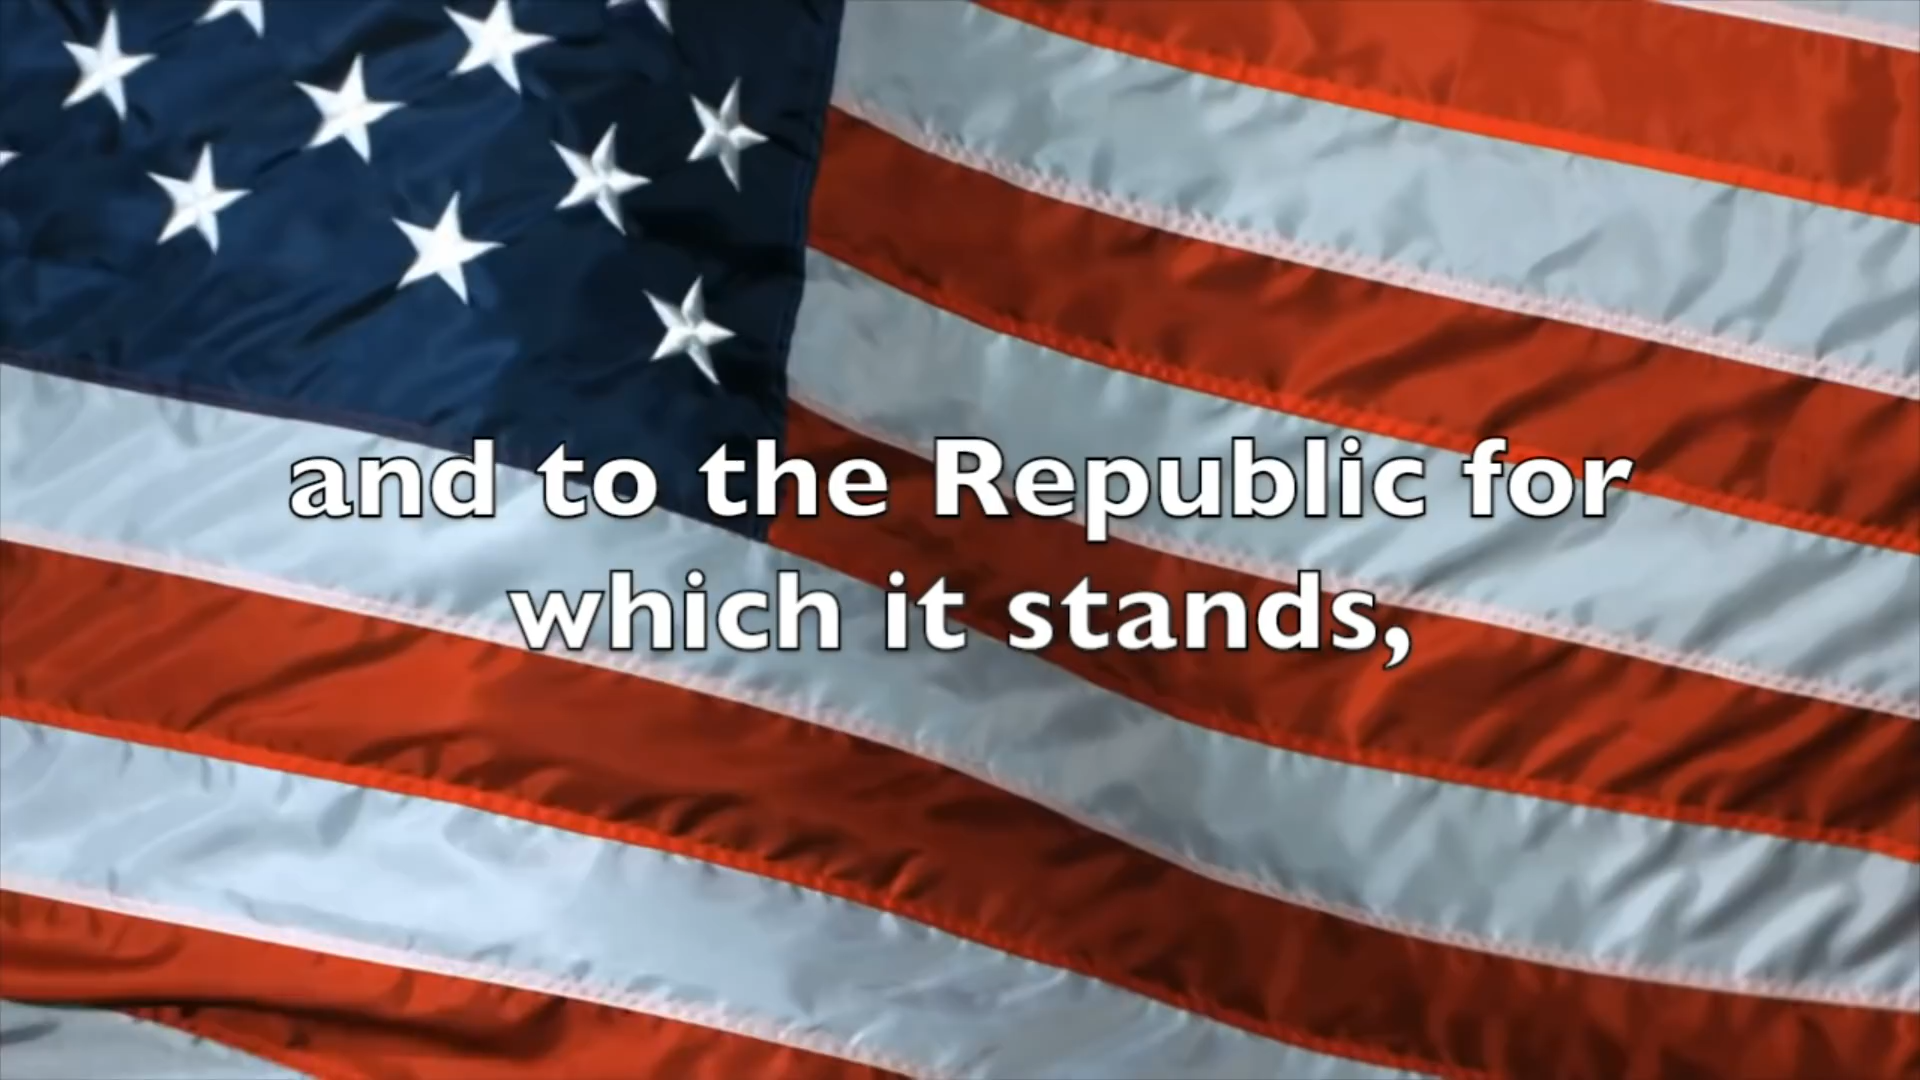 and to the Republic for
which it stands,